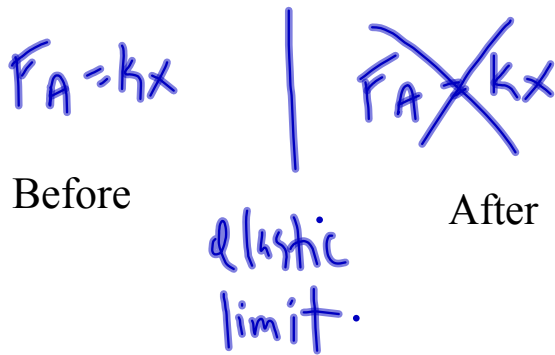 FA = kx
FA = kx
Before
After
elastic
limit.